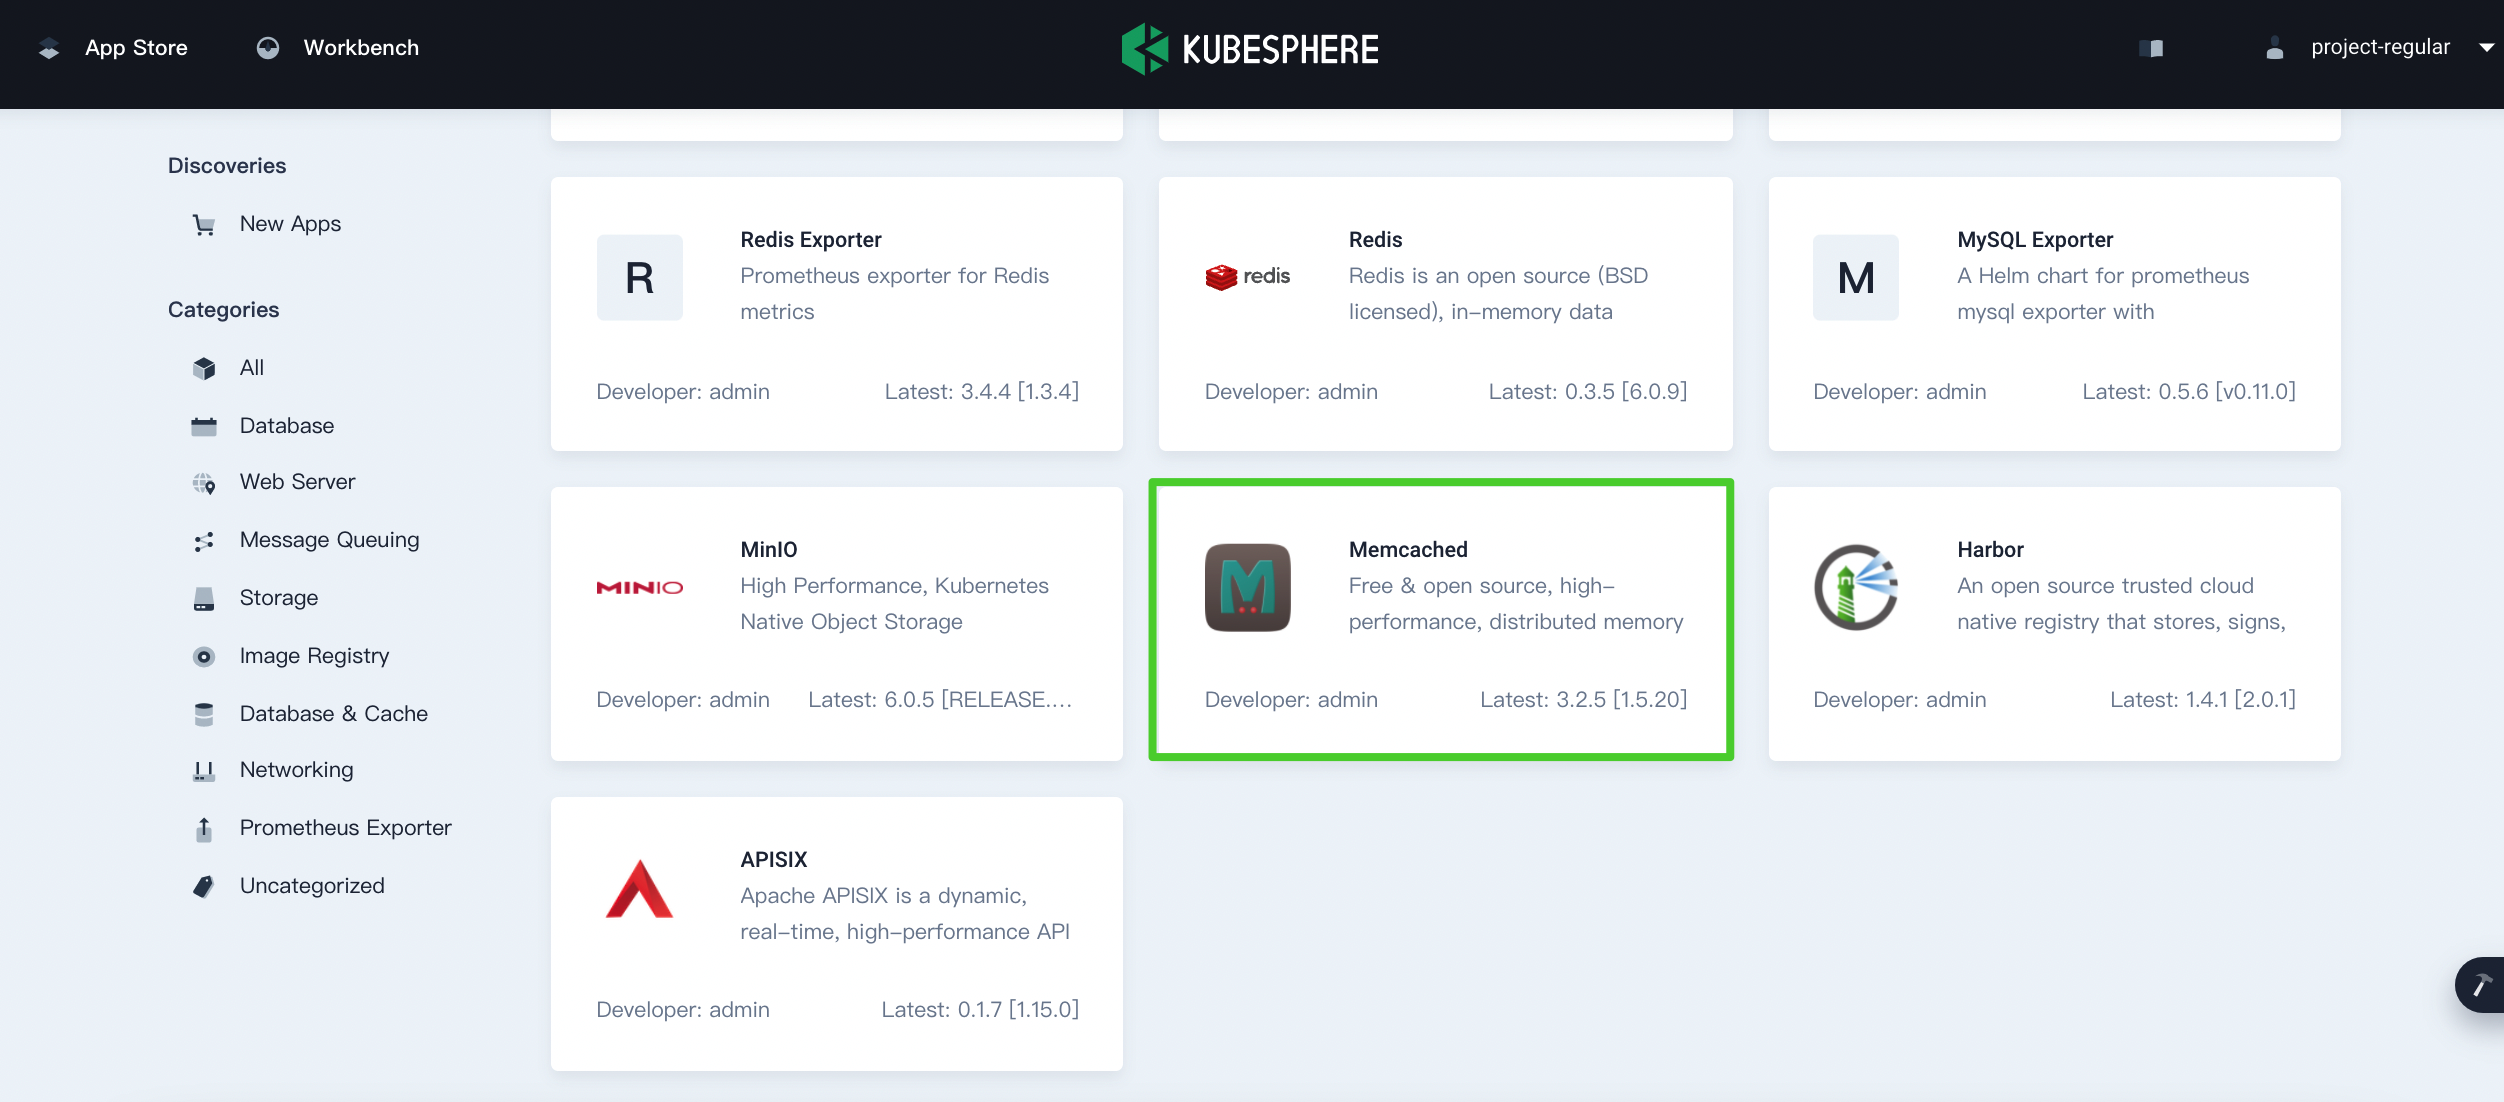 App Store
Workbench
KUBESPHERE
project-regular
Discoveries
New Apps
Categories
All
Database
Web Server
Message Queuing
Storage
Image Registry
Database & Cache
Networking
Prometheus Exporter
Uncategorized
R
Redis Exporter
Prometheus exporter for Redis
metrics
Developer: admin
Latest: 3.4.4 [1.3.4]
redis
Redis
Redis is an open source (BSD
licensed), in-memory data
Developer: admin
Latest: 0.3.5 [6.0.9]
M
MySQL Exporter
A Helm chart for prometheus
mysql exporter with
Developer: admin
Latest: 0.5.6 [v0.11.0]
MINIO
MinIO
High Performance, Kubernetes
Native Object Storage
Developer: admin
Latest: 6.0.5 [RELEASE....
Memcached
Free & open source, high-
performance, distributed memory
Developer: admin
Latest: 3.2.5 [1.5.20]
Harbor
An open source trusted cloud
native registry that stores, signs,
Developer: admin
Latest: 1.4.1 [2.0.1]
APISIX
Apache APISIX is a dynamic,
real-time, high-performance API
Developer: admin
Latest: 0.1.7 [1.15.0]